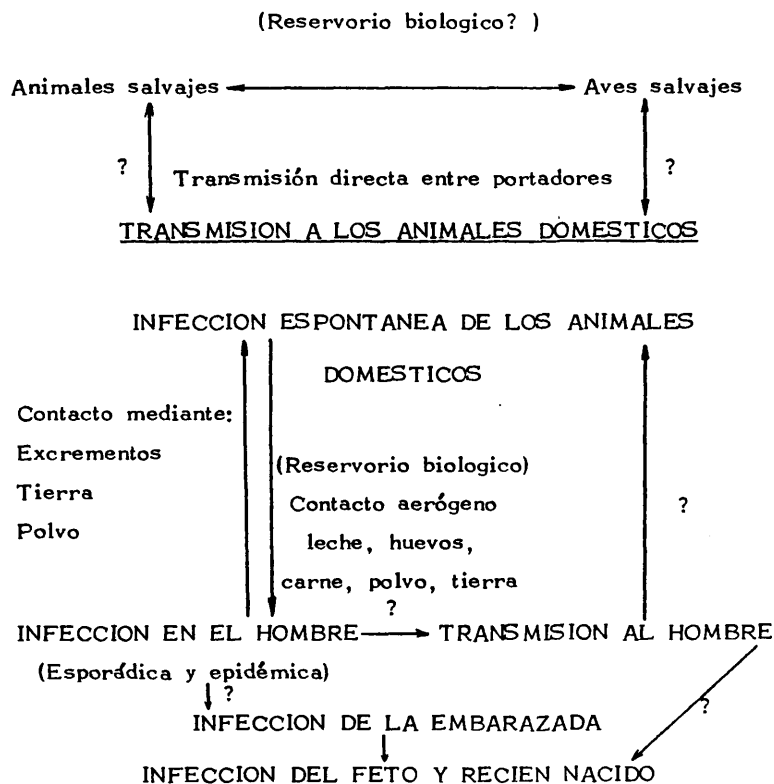 (Reservorio biologico? )
Animales salvajes
Aves salvajes
?
?
Transmisión directa entre portadores
TRANSMISION A LOS ANIMALES DOMESTICOS
INFECCION ESPONTANEA DE LOS ANIMALES
DOMESTICOS
Contacto mediante:
Excrementos
Tierra
Polvo
(Reservorio biologico)
Contacto aerógeno
leche, huevos,
carne, polvo, tierra
?
?
INFECCION EN EL HOMBRE
TRANSMISION AL HOMBRE
(Esporádica y epidémica)
?
?
INFECCION DE LA EMBARAZADA
INFECCION DEL FETO Y RECIEN NACIDO